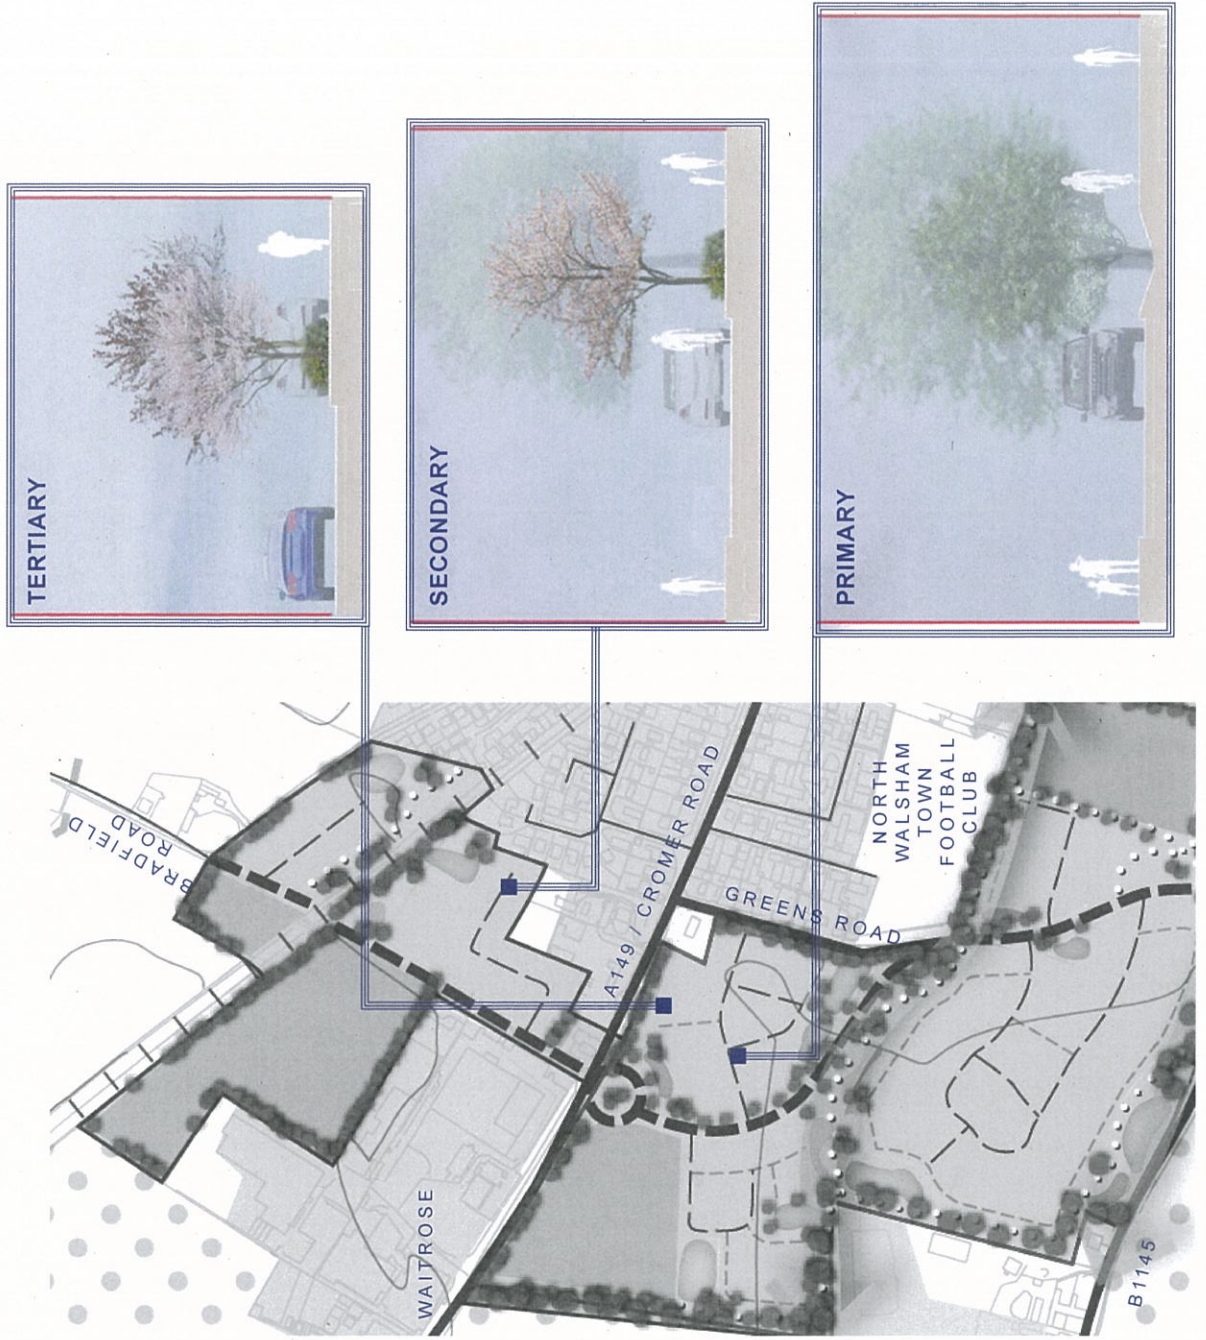 TERTIARY
SECONDARY
PRIMARY
BRADFIELD
ROAD
A149 / CROMER ROAD
GREENS ROAD
NORTH
WALSHAM
TOWN
FOOTBALL
CLUB
WAITROSE
B1145